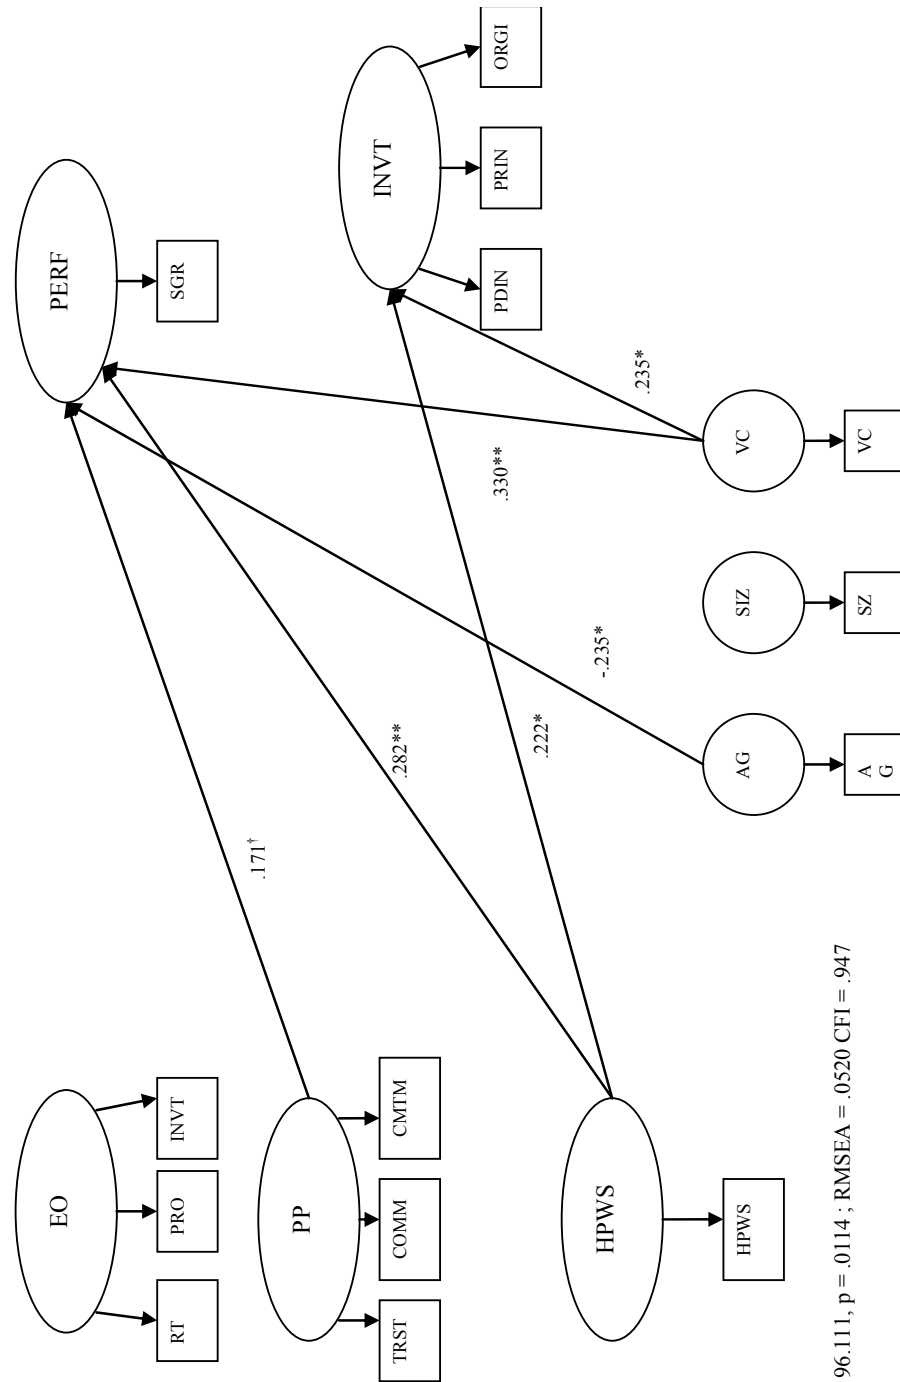 EO
RT
PRO
INVT
PP
TRST
COMM
CMTM
HPWS
HPWS
PERF
SGR
INVT
PDIN
PRIN
ORGI
AG
A
G
SIZ
SZ
VC
VC
.171†
.282**
.222*
-.235*
.330**
.235*
96.111, p = .0114 ; RMSEA = .0520 CFI = .947